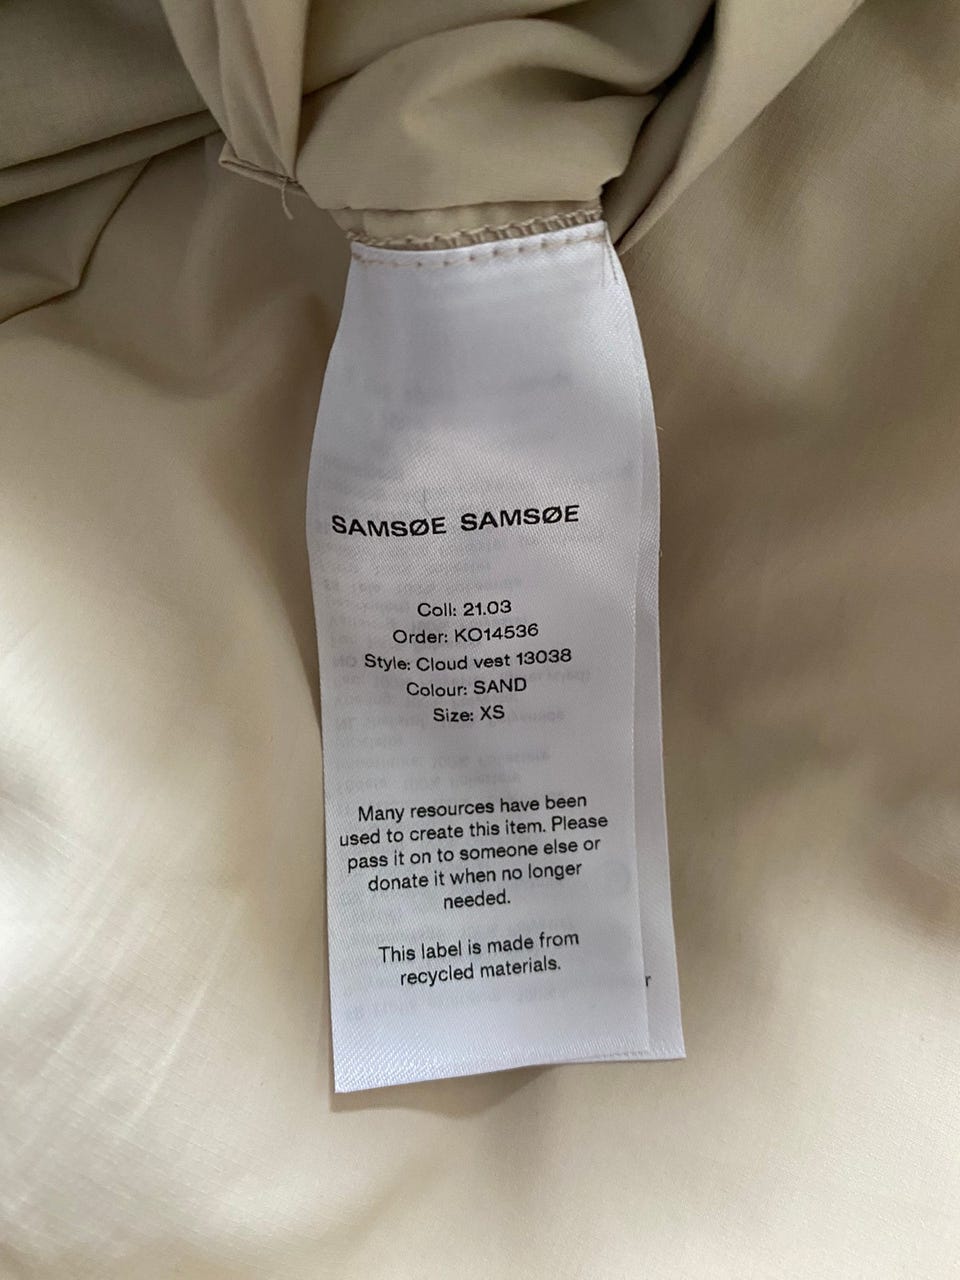 SAMSØE SAMSØE
Coll: 21.03
Order: KO14536
Style: Cloud vest 13038
Colour: SAND
Size: XS
Many resources have been
used to create this item. Please
pass it on to someone else or
donate it when no longer
needed.
This label is made from
recycled materials.
r